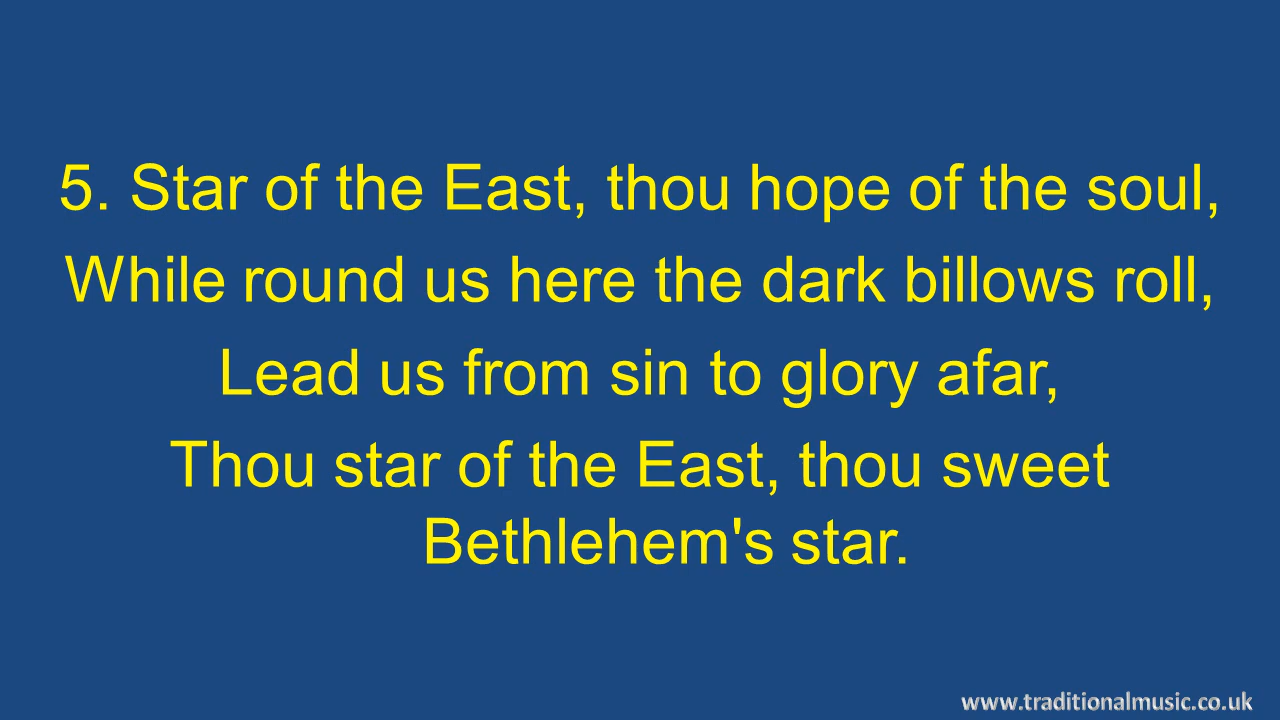 5. Star of the East, thou hope of the soul,
While round us here the dark billows roll,
Lead us from sin to glory afar,
Thou star of the East, thou sweet
Bethlehem's star.
www.traditionalmusic.co.uk